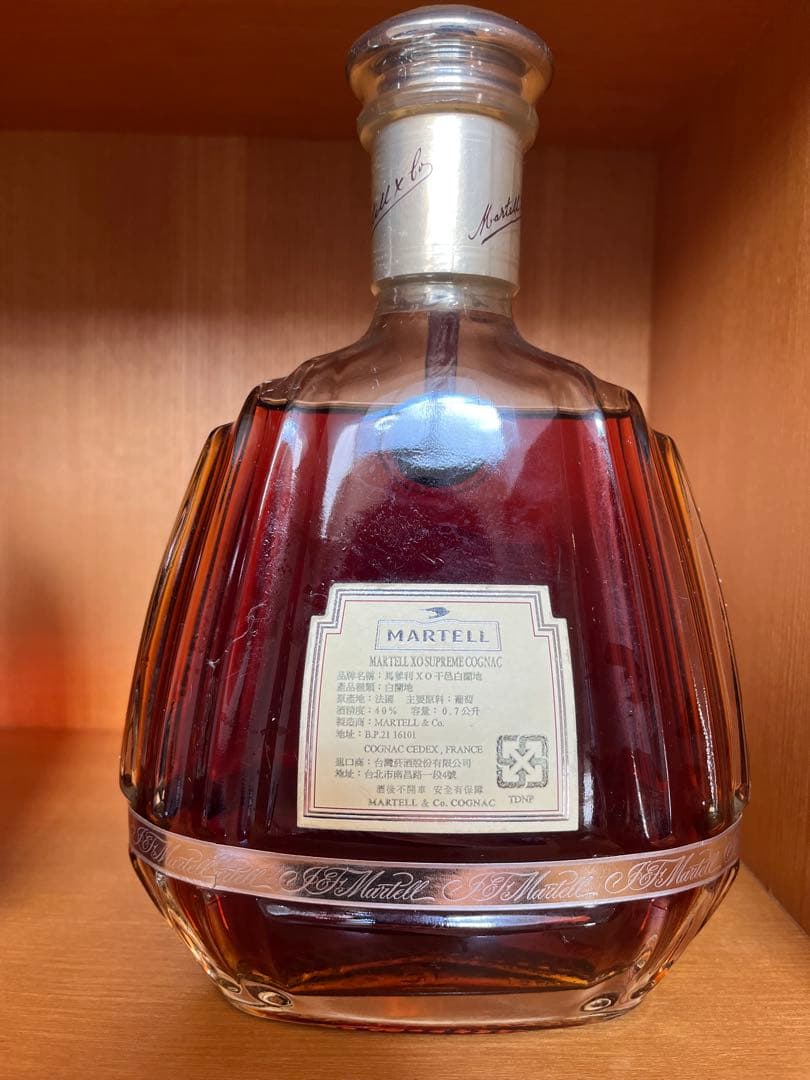 Martell
MARTELL
MARTELL XO SUPREME COGNAC
品牌名稱：馬爹利XO干邑白蘭地
產品種類：白蘭地
原產地：法國 主要原料：葡萄
酒精度：40% 容量：0.7公升
製造商：MARTELL & Co.
地址：B.P.21 16101
COGNAC CEDEX, FRANCE
進口商：台灣菸酒股份有限公司
地址：台北市南昌路一段4號
酒後不開車 安全有保障
TDNP
MARTELL & Co. COGNAC
J&F Martell J&F Martell J&F Martell J&F Martell